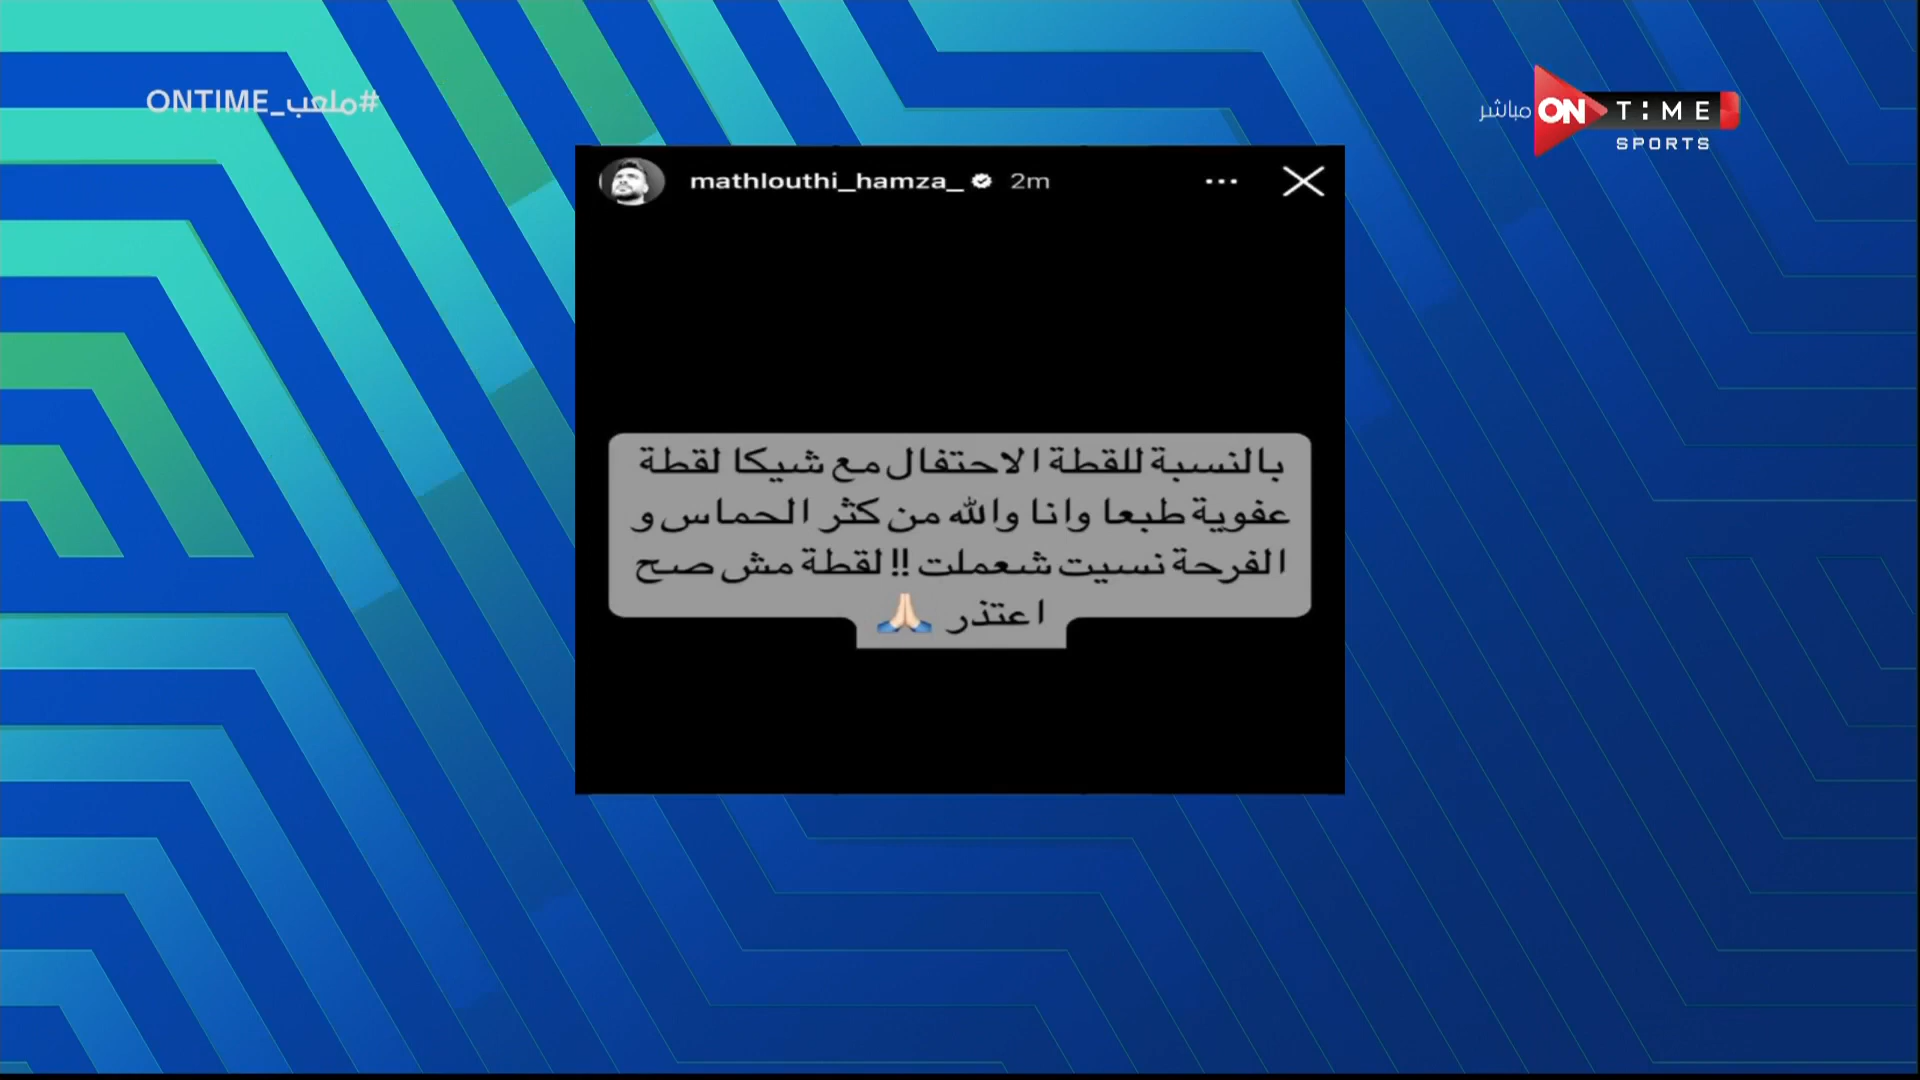 #ملعب_ONTIME
مباشر ON TIME
SPORTS
mathlouthi_hamza_ 2m
بالنسبة للقطة الاحتفال مع شيكا لقطة
عفوية طبعا وانا والله من كثر الحماس و
الفرحة نسيت شعملت !! لقطة مش صح
اعتذر 🙏🏻